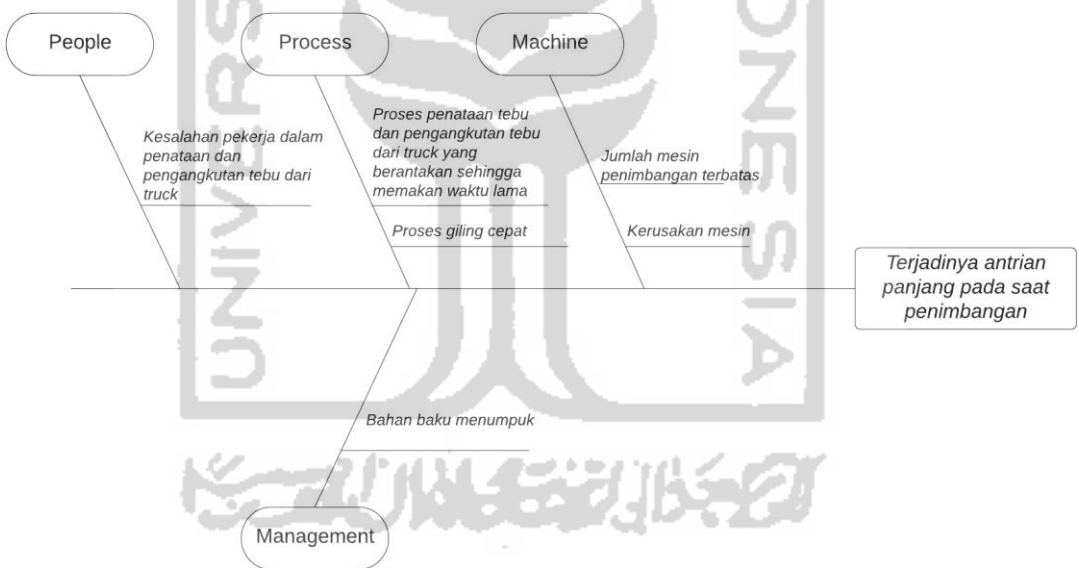 People
Process
Machine
Kesalahan pekerja dalam
penataan dan
pengangkutan tebu dari
truck
Proses penataan tebu
dan pengangkutan tebu
dari truck yang
berantakan sehingga
memakan waktu lama
Proses giling cepat
Jumlah mesin
penimbangan terbatas
Kerusakan mesin
Terjadinya antrian
panjang pada saat
penimbangan
Bahan baku menumpuk
Management
UNIVERS
ONESIA